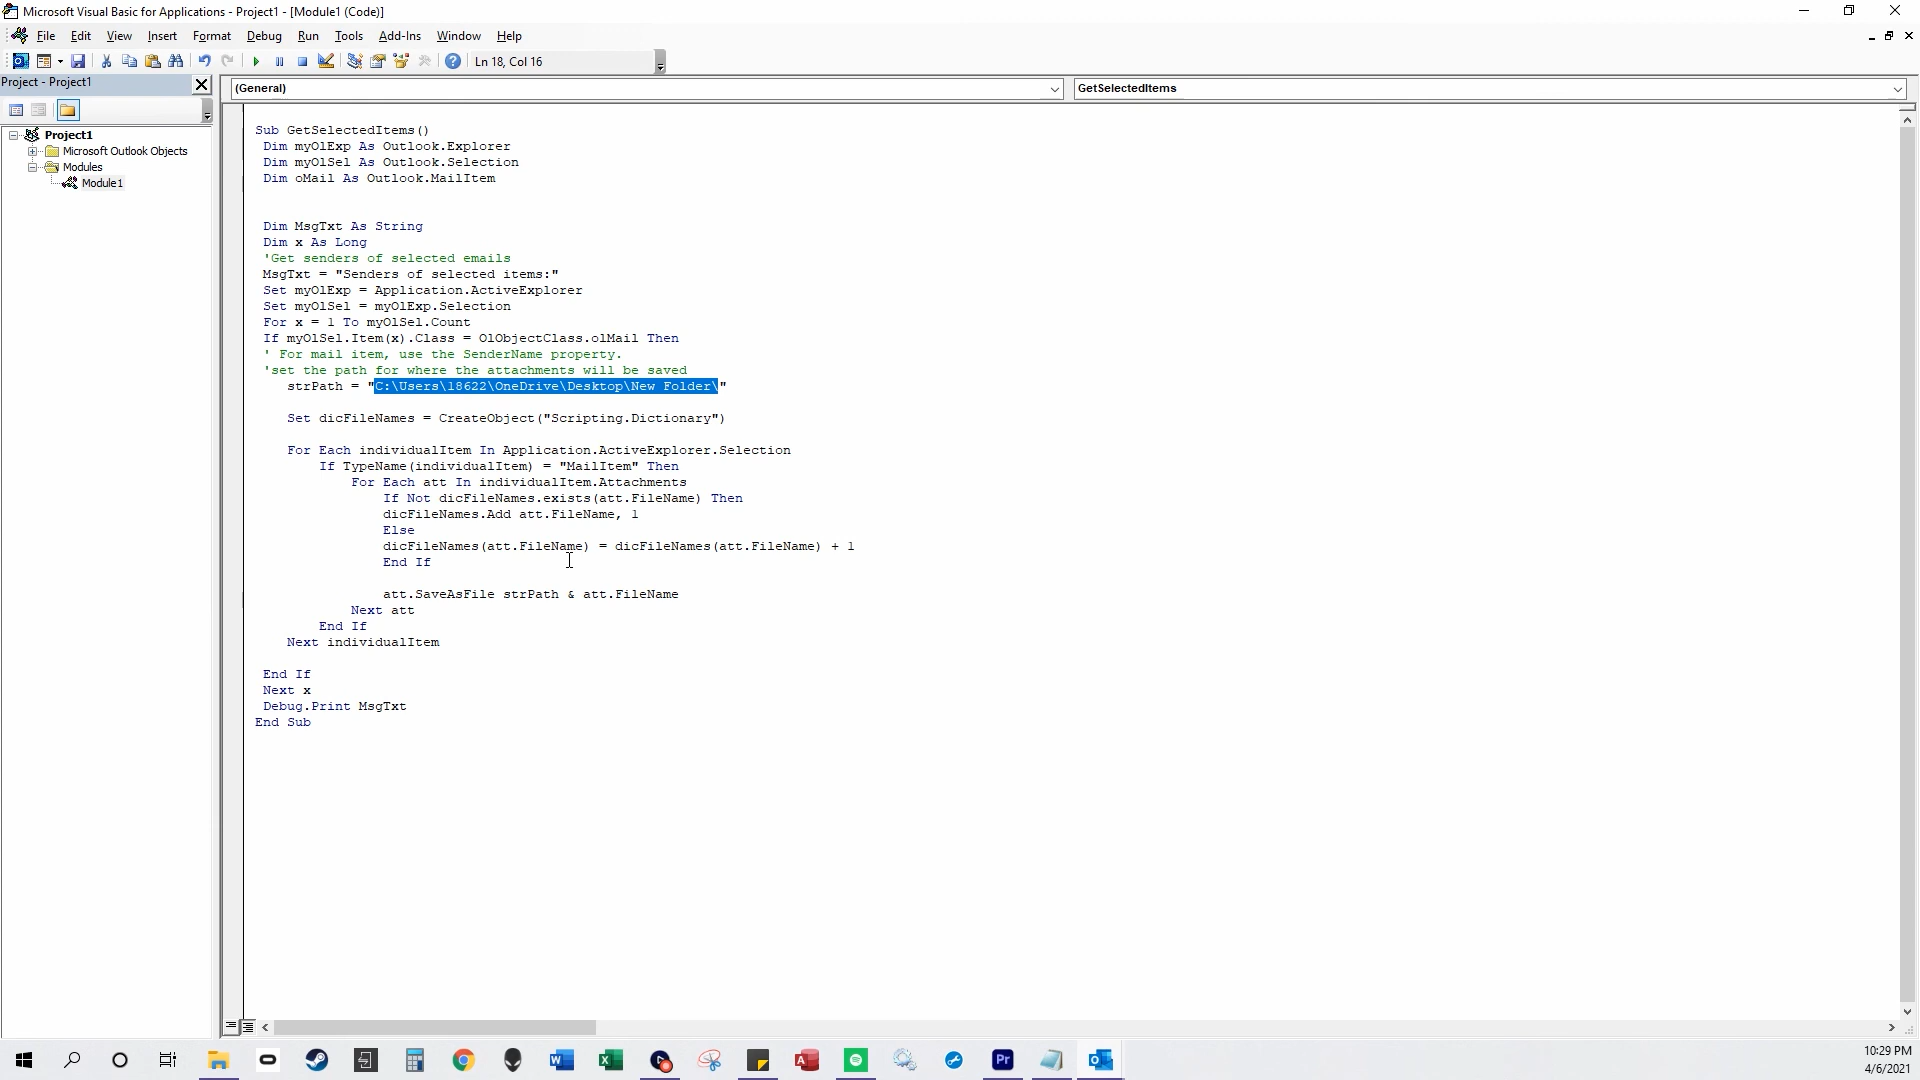 Microsoft Visual Basic for Applications - Project1 - [Module1 (Code)]
File Edit View Insert Format Debug Run Tools Add-Ins Window Help
Ln 18, Col 16
Project - Project1
(General)
GetSelectedItems
Project1
Microsoft Outlook Objects
Modules
Module1
Sub GetSelectedItems()
Dim myOlExp As Outlook.Explorer
Dim myOlSel As Outlook.Selection
Dim oMail As Outlook.MailItem
Dim MsgTxt As String
Dim x As Long
'Get senders of selected emails
MsgTxt = "Senders of selected items:"
Set myOlExp = Application.ActiveExplorer
Set myOlSel = myOlExp.Selection
For x = 1 To myOlSel.Count
If myOlSel.Item(x).Class = OlObjectClass.olMail Then
' For mail item, use the SenderName property.
'set the path for where the attachments will be saved
strPath = "C:\Users\18622\OneDrive\Desktop\New Folder\"
Set dicFileNames = CreateObject("Scripting.Dictionary")
For Each individualItem In Application.ActiveExplorer.Selection
If TypeName(individualItem) = "MailItem" Then
For Each att In individualItem.Attachments
If Not dicFileNames.exists(att.FileName) Then
dicFileNames.Add att.FileName, 1
Else
dicFileNames(att.FileName) = dicFileNames(att.FileName) + 1
End If
att.SaveAsFile strPath & att.FileName
Next att
End If
Next individualItem
End If
Next x
Debug.Print MsgTxt
End Sub
Pr
10:29 PM
4/6/2021